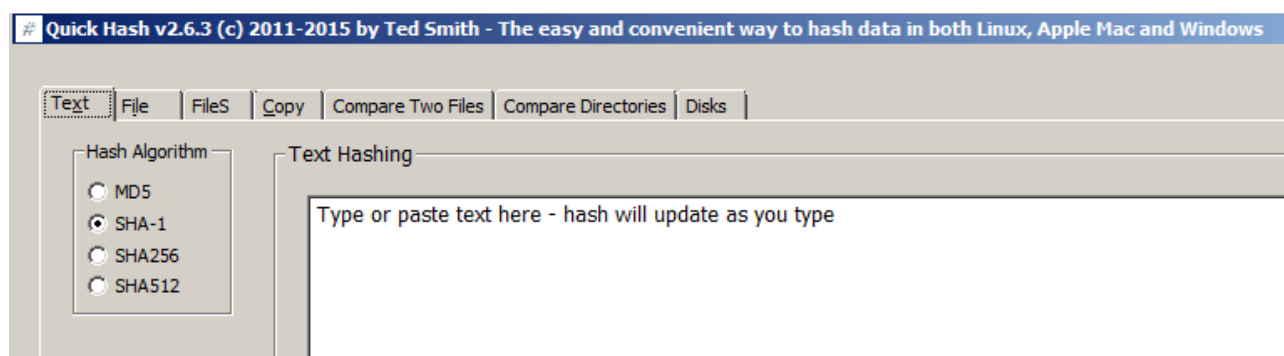 # Quick Hash v2.6.3 (c) 2011-2015 by Ted Smith - The easy and convenient way to hash data in both Linux, Apple Mac and Windows
Text File FileS Copy Compare Two Files Compare Directories Disks
Hash Algorithm
MD5
SHA-1
SHA256
SHA512
Text Hashing
Type or paste text here - hash will update as you type